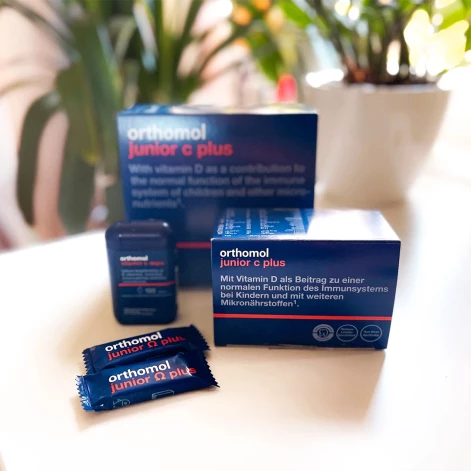 orthomol
junior c plus
With vitamin D as a contribution to
the normal function of the immune
system of children and other micro-
nutrients¹.
orthomol
orthomol
junior c plus
Mit Vitamin D als Beitrag zu einer
normalen Funktion des Immunsystems
bei Kindern und mit weiteren
Mikronährstoffen¹.
orthomol
junior Ω plus
orthomol
junior Ω plus